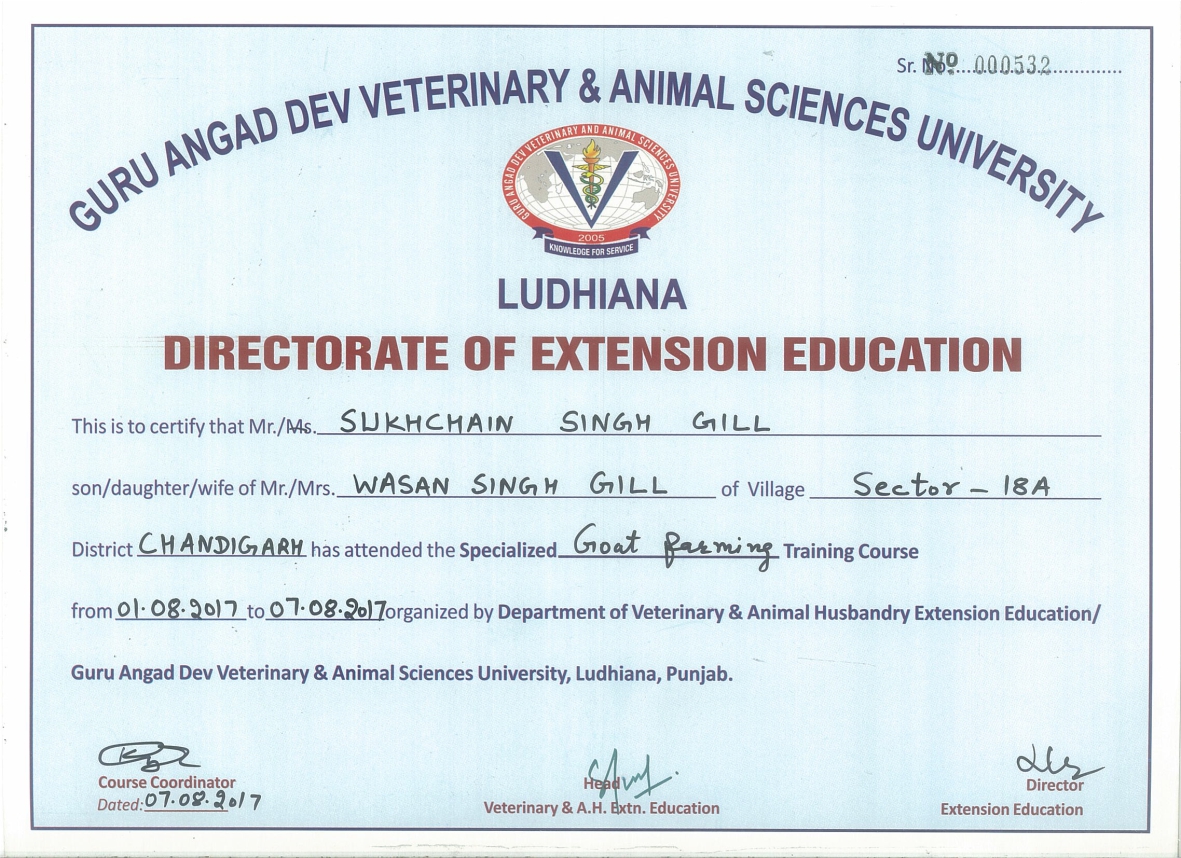 Sr. No. Nº 000532
GURU ANGAD DEV VETERINARY & ANIMAL SCIENCES UNIVERSITY
GURU ANGAD DEV VETERINARY AND ANIMAL SCIENCES UNIVERSITY
V
2005
KNOWLEDGE FOR SERVICE
LUDHIANA
DIRECTORATE OF EXTENSION EDUCATION
This is to certify that Mr./Ms. SUKHCHAIN SINGH GILL
son/daughter/wife of Mr./Mrs. WASAN SINGH GILL of Village Sector - 18A
District CHANDIGARH has attended the Specialized Goat farming Training Course
from 01.08.2017 to 07.08.2017 organized by Department of Veterinary & Animal Husbandry Extension Education/
Guru Angad Dev Veterinary & Animal Sciences University, Ludhiana, Punjab.
Course Coordinator
Dated: 07.08.2017
Head
Veterinary & A.H. Extn. Education
Director
Extension Education